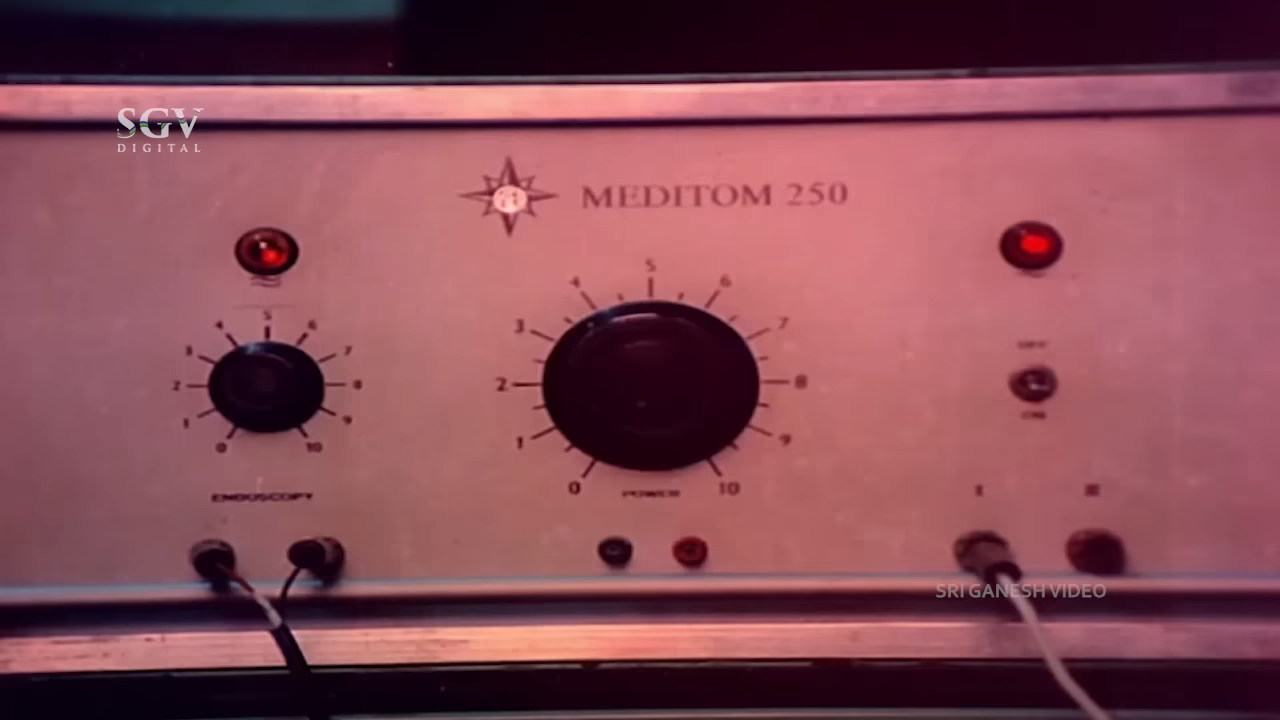 SGV
DIGITAL
MEDITOM 250
5
4 6
3 7
2 8
1 9
0 10
ENDOSCOPY
5
4 6
3 7
2 8
1 9
0 10
POWER
OFF
ON
I II
SRI GANESH VIDEO